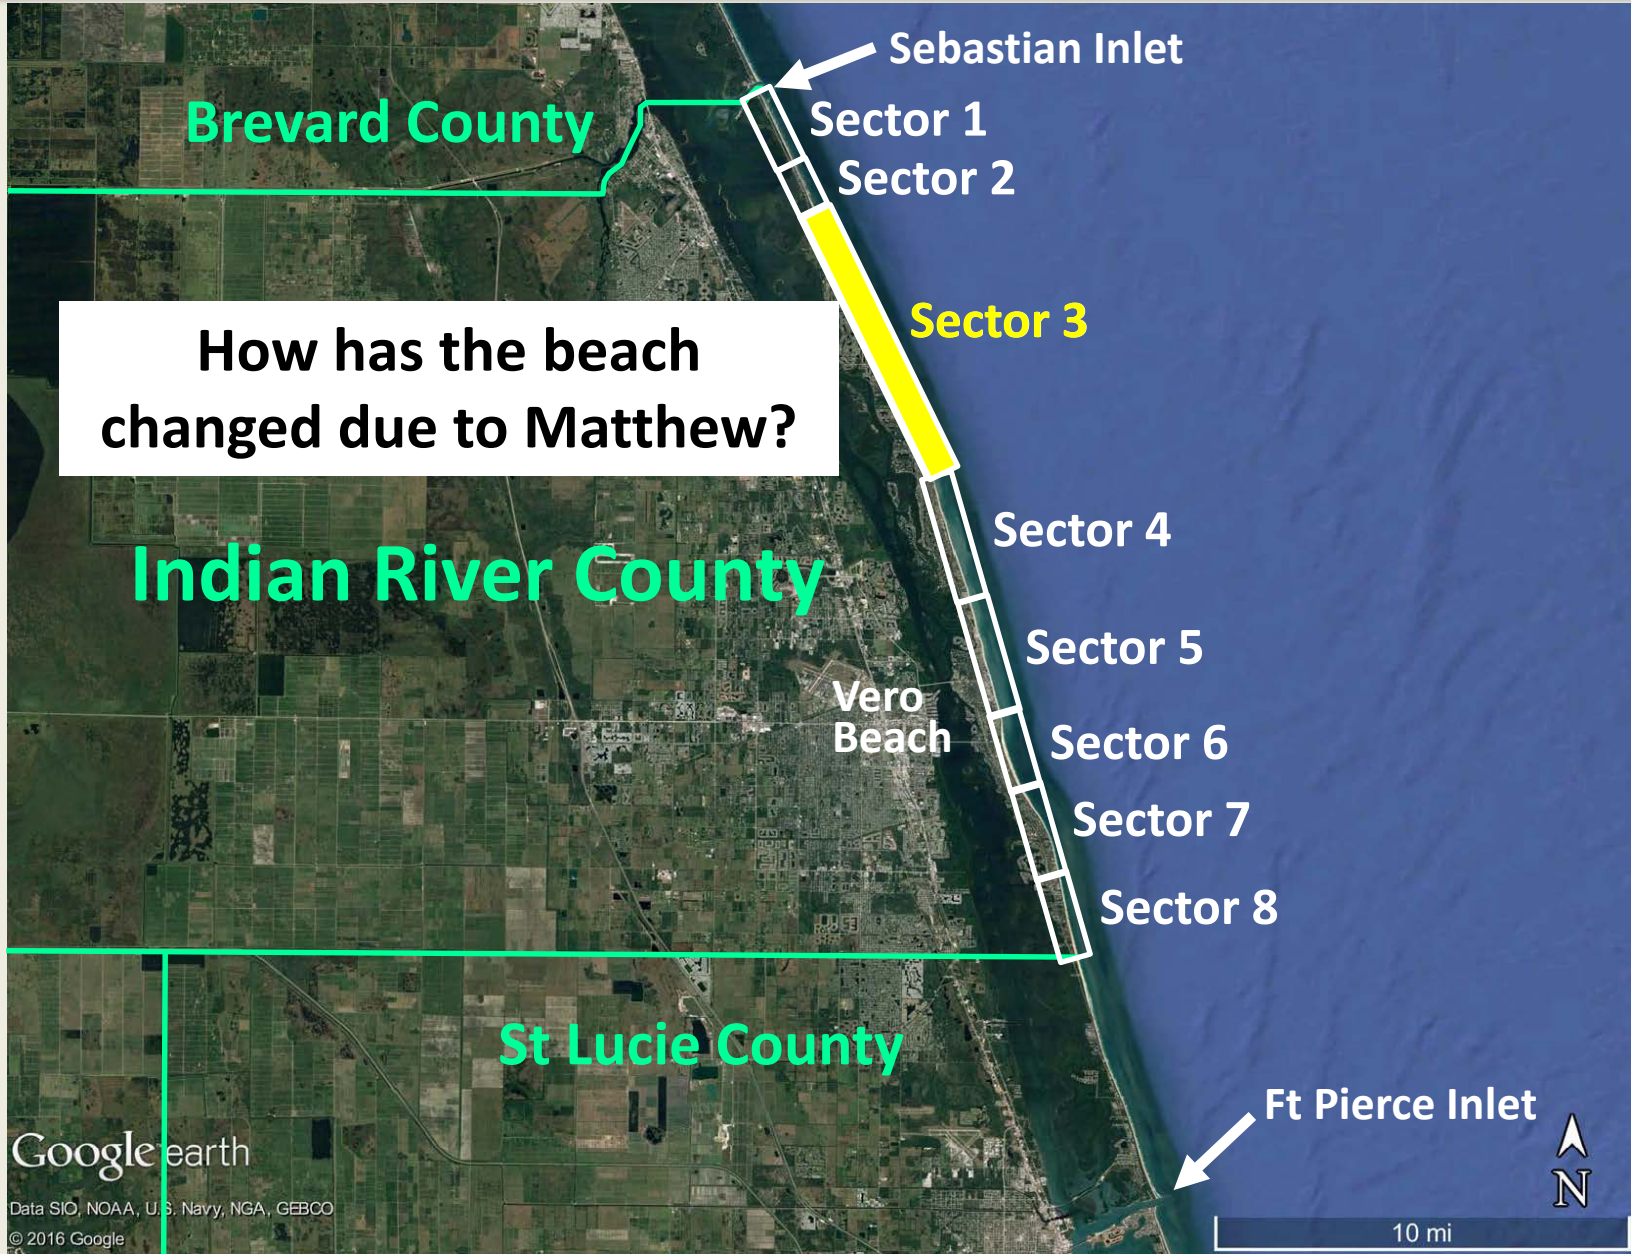 Sebastian Inlet
Brevard County
Sector 1
Sector 2
Sector 3
How has the beach
changed due to Matthew?
Sector 4
Indian River County
Sector 5
Vero
Beach
Sector 6
Sector 7
Sector 8
St Lucie County
Ft Pierce Inlet
Google earth
N
Data SIO, NOAA, U.S. Navy, NGA, GEBCO
© 2016 Google
10 mi